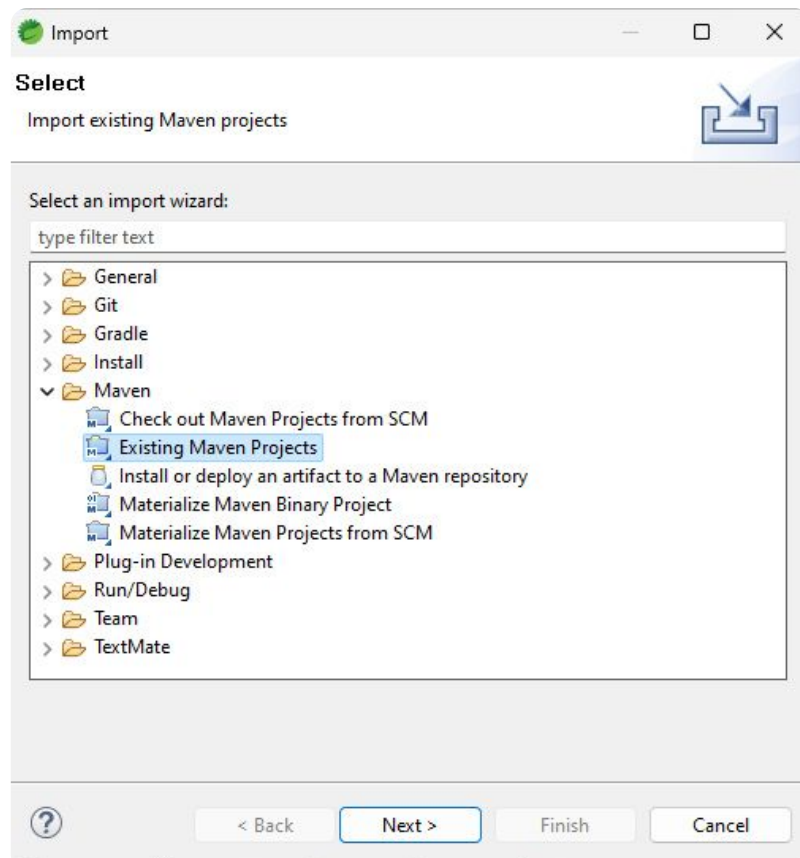 Import
Select
Import existing Maven projects
Select an import wizard:
type filter text
General
Git
Gradle
Install
Maven
Check out Maven Projects from SCM
Existing Maven Projects
Install or deploy an artifact to a Maven repository
Materialize Maven Binary Project
Materialize Maven Projects from SCM
Plug-in Development
Run/Debug
Team
TextMate
? < Back Next > Finish Cancel